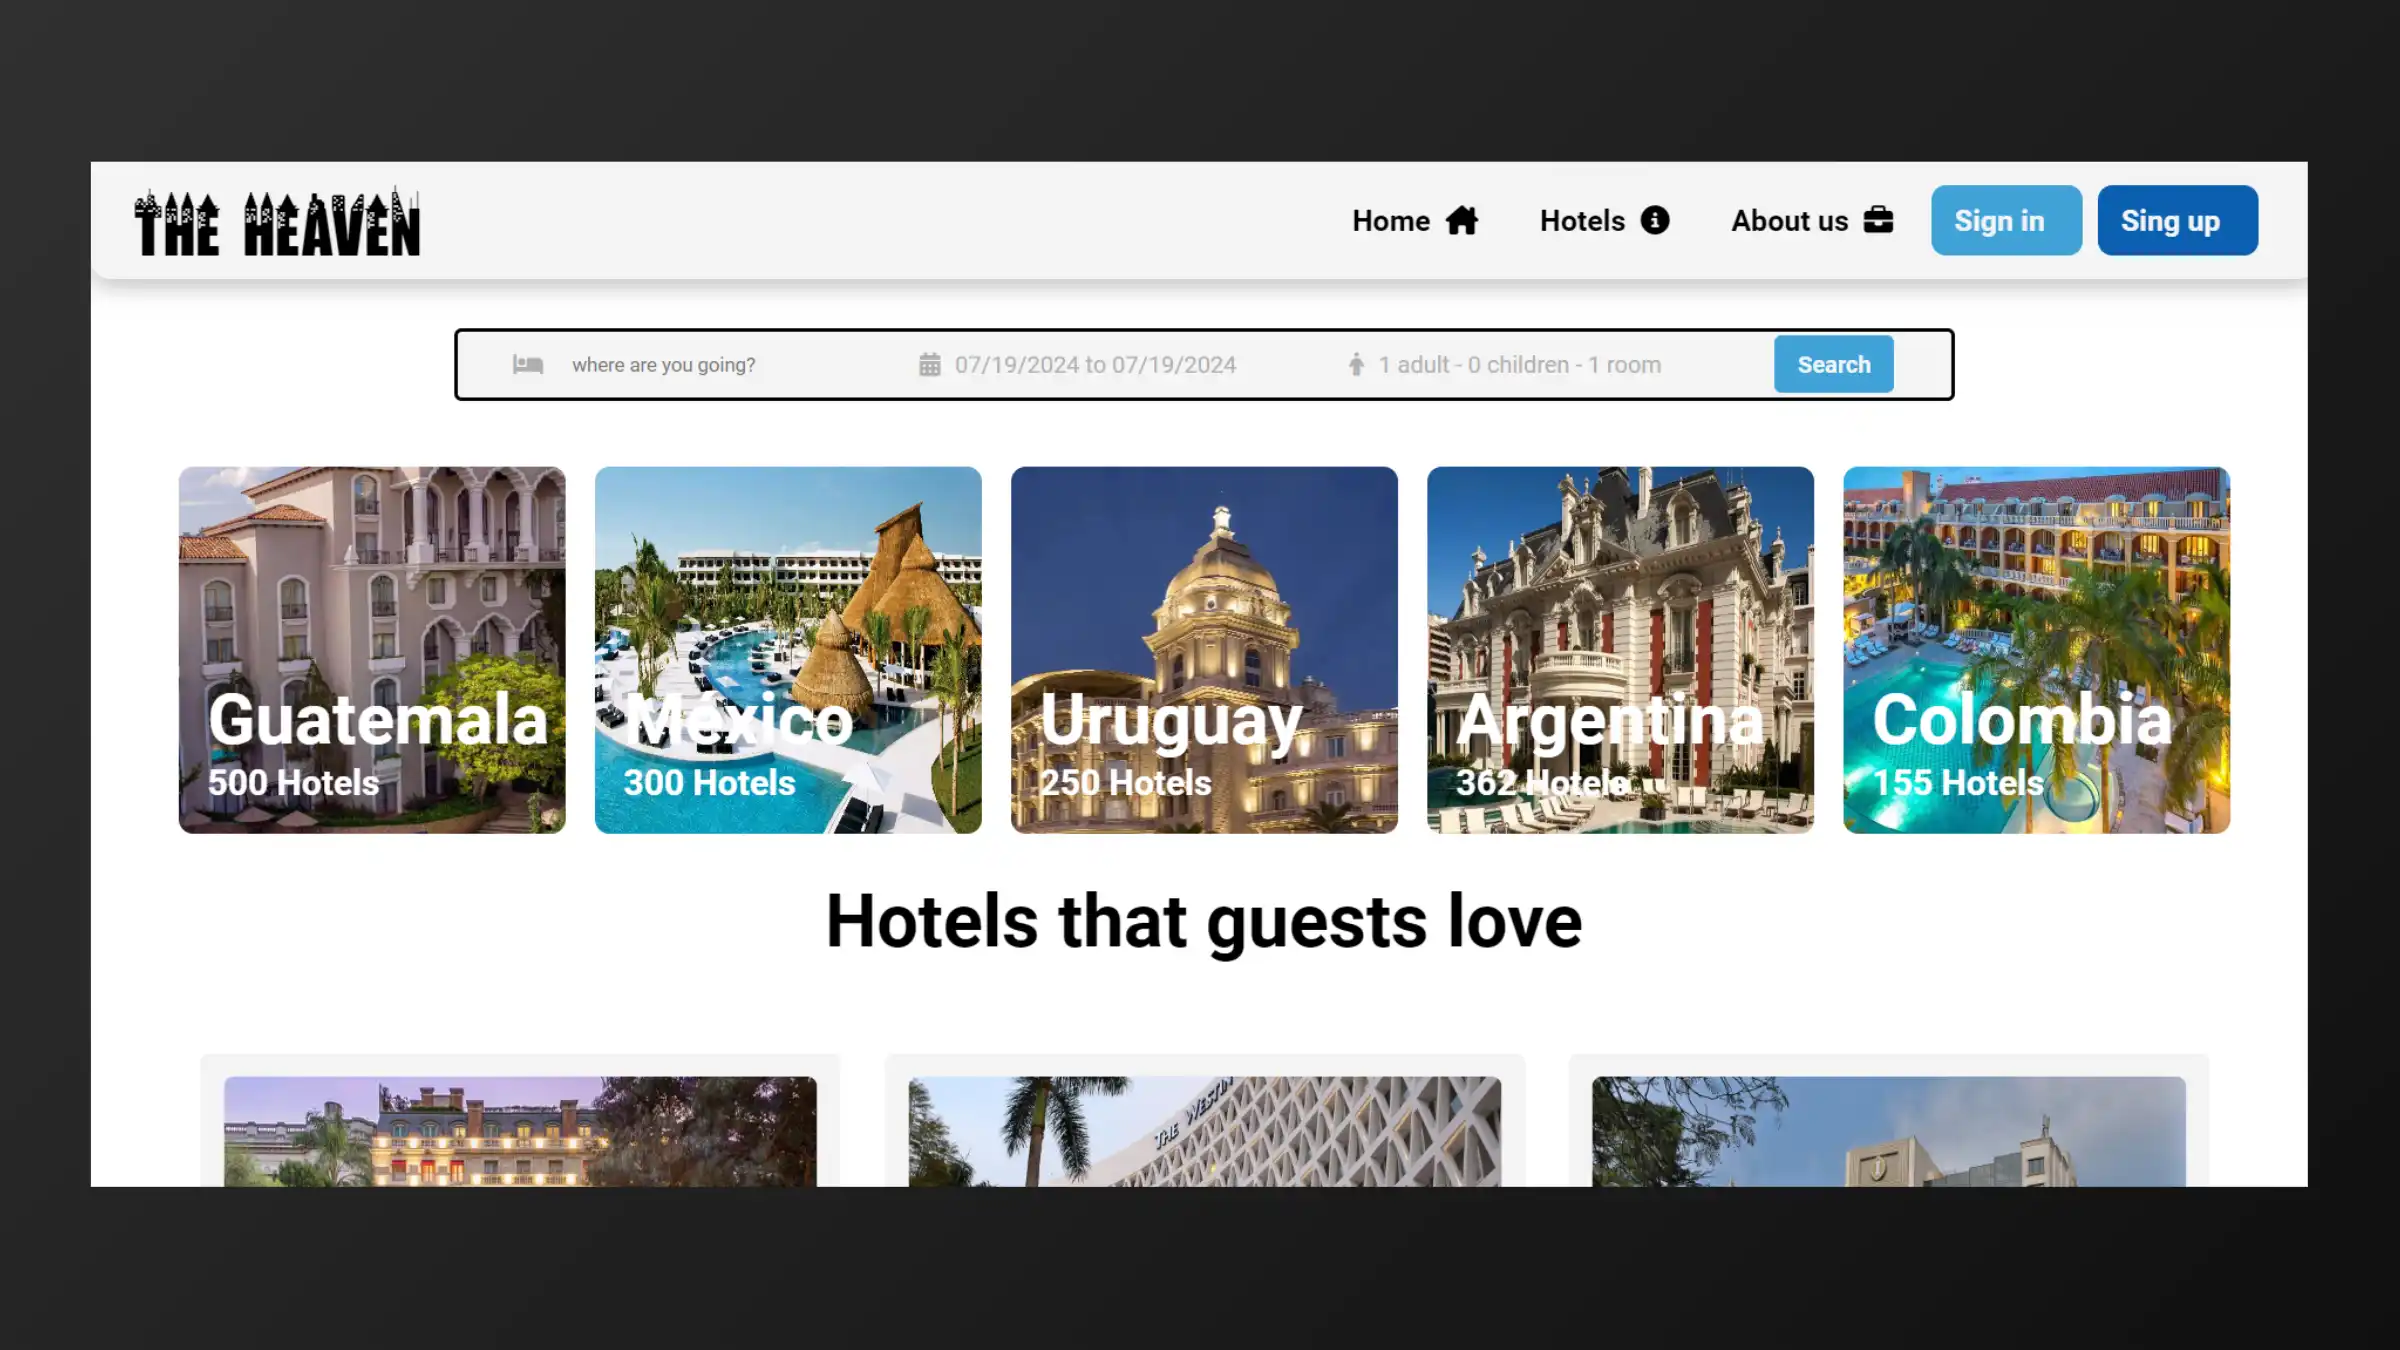 THE HEAVEN
Home
Hotels
About us
Sign in
Sing up
where are you going?
07/19/2024 to 07/19/2024
1 adult - 0 children - 1 room
Search
Guatemala
500 Hotels
México
300 Hotels
Uruguay
250 Hotels
Argentina
362 Hotels
Colombia
155 Hotels
Hotels that guests love
THE WESTIN